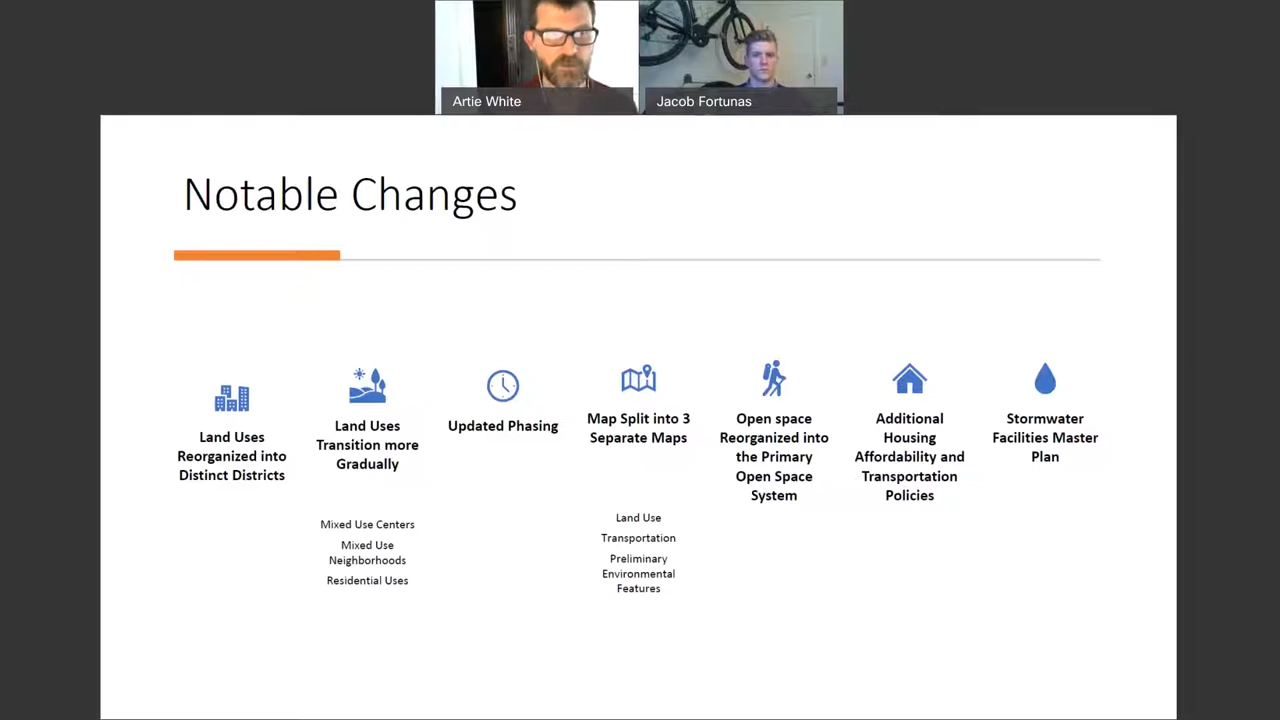 Artie White
Jacob Fortunas
Notable Changes
Land Uses
Reorganized into
Distinct Districts
Land Uses
Transition more
Gradually
Mixed Use Centers
Mixed Use
Neighborhoods
Residential Uses
Updated Phasing
Map Split into 3
Separate Maps
Land Use
Transportation
Preliminary
Environmental
Features
Open space
Reorganized into
the Primary
Open Space
System
Additional
Housing
Affordability and
Transportation
Policies
Stormwater
Facilities Master
Plan